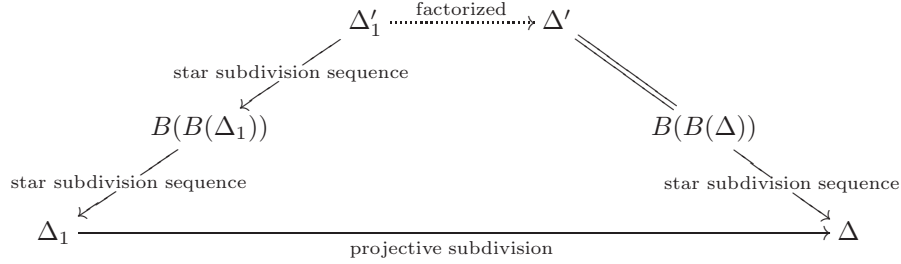 factorized
Δ′₁ Δ′
star subdivision sequence
B(B(Δ₁)) B(B(Δ))
star subdivision sequence star subdivision sequence
Δ₁ Δ
projective subdivision